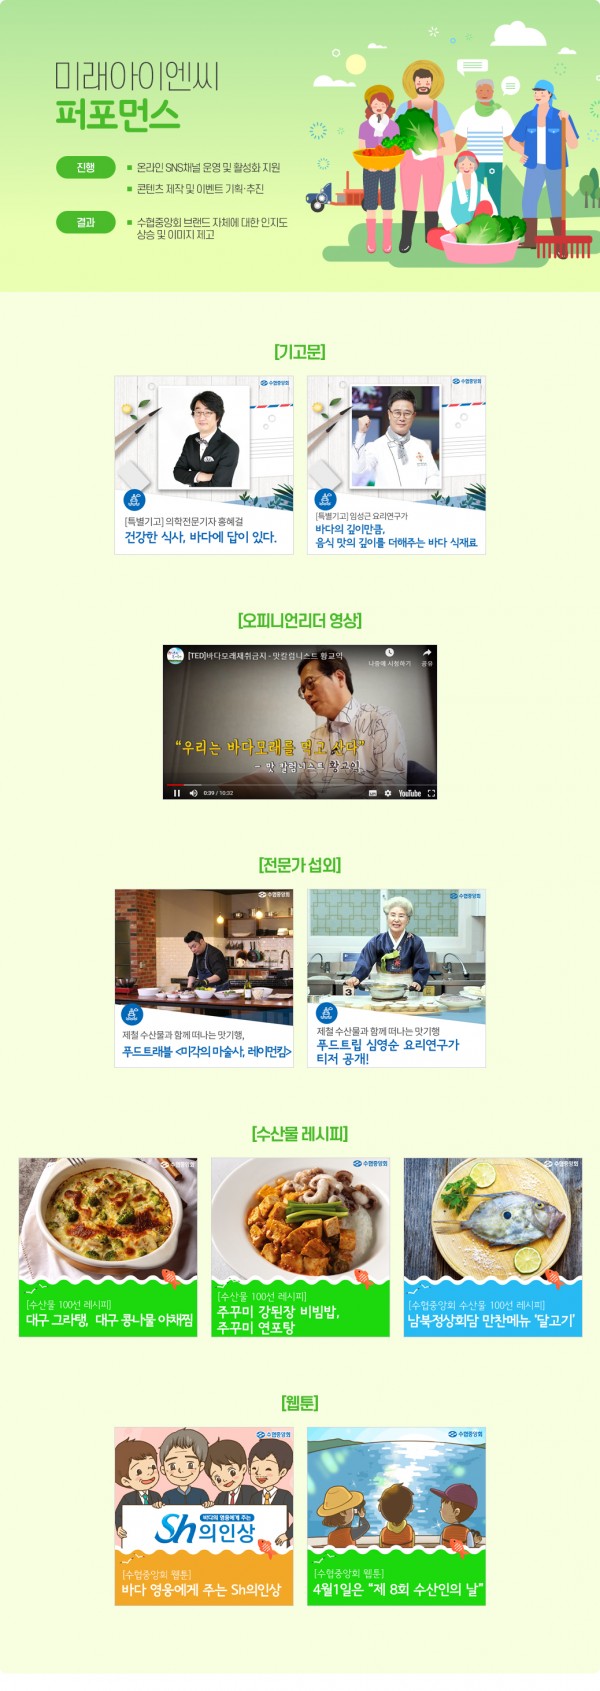 미래아이엔씨
퍼포먼스
진행
▪ 온라인 SNS채널 운영 및 활성화 지원
▪ 콘텐츠 제작 및 이벤트 기획·추진
결과
▪ 수협중앙회 브랜드 자체에 대한 인지도
상승 및 이미지 제고
[기고문]
수협중앙회
[특별기고] 의학전문기자 홍혜걸
건강한 식사, 바다에 답이 있다.
수협중앙회
[특별기고] 임성근 요리연구가
바다의 깊이만큼,
음식 맛의 깊이를 더해주는 바다 식재료
[오피니언리더 영상]
[TED]바다모래채취금지 - 맛칼럼니스트 황교익
나중에 시청하기
공유
“우리는 바다모래를 먹고 산다”
- 맛 칼럼니스트 황교익
0:39 / 10:32
YouTube
[전문가 섭외]
수협중앙회
제철 수산물과 함께 떠나는 맛기행,
푸드트래블 <미각의 마술사, 레이먼킴>
수협중앙회
3
제철 수산물과 함께 떠나는 맛기행
푸드트립 심영순 요리연구가
티저 공개!
[수산물 레시피]
수협중앙회
[수산물 100선 레시피]
대구 그라탱, 대구 콩나물 야채찜
수협중앙회
[수산물 100선 레시피]
주꾸미 강된장 비빔밥,
주꾸미 연포탕
수협중앙회
[수협중앙회 수산물 100선 레시피]
남북정상회담 만찬메뉴 '달고기'
[웹툰]
수협중앙회
바다의 영웅에게 주는
Sh의인상
[수협중앙회 웹툰]
바다 영웅에게 주는 Sh의인상
수협중앙회
[수협중앙회 웹툰]
4월1일은 “제 8회 수산인의 날”